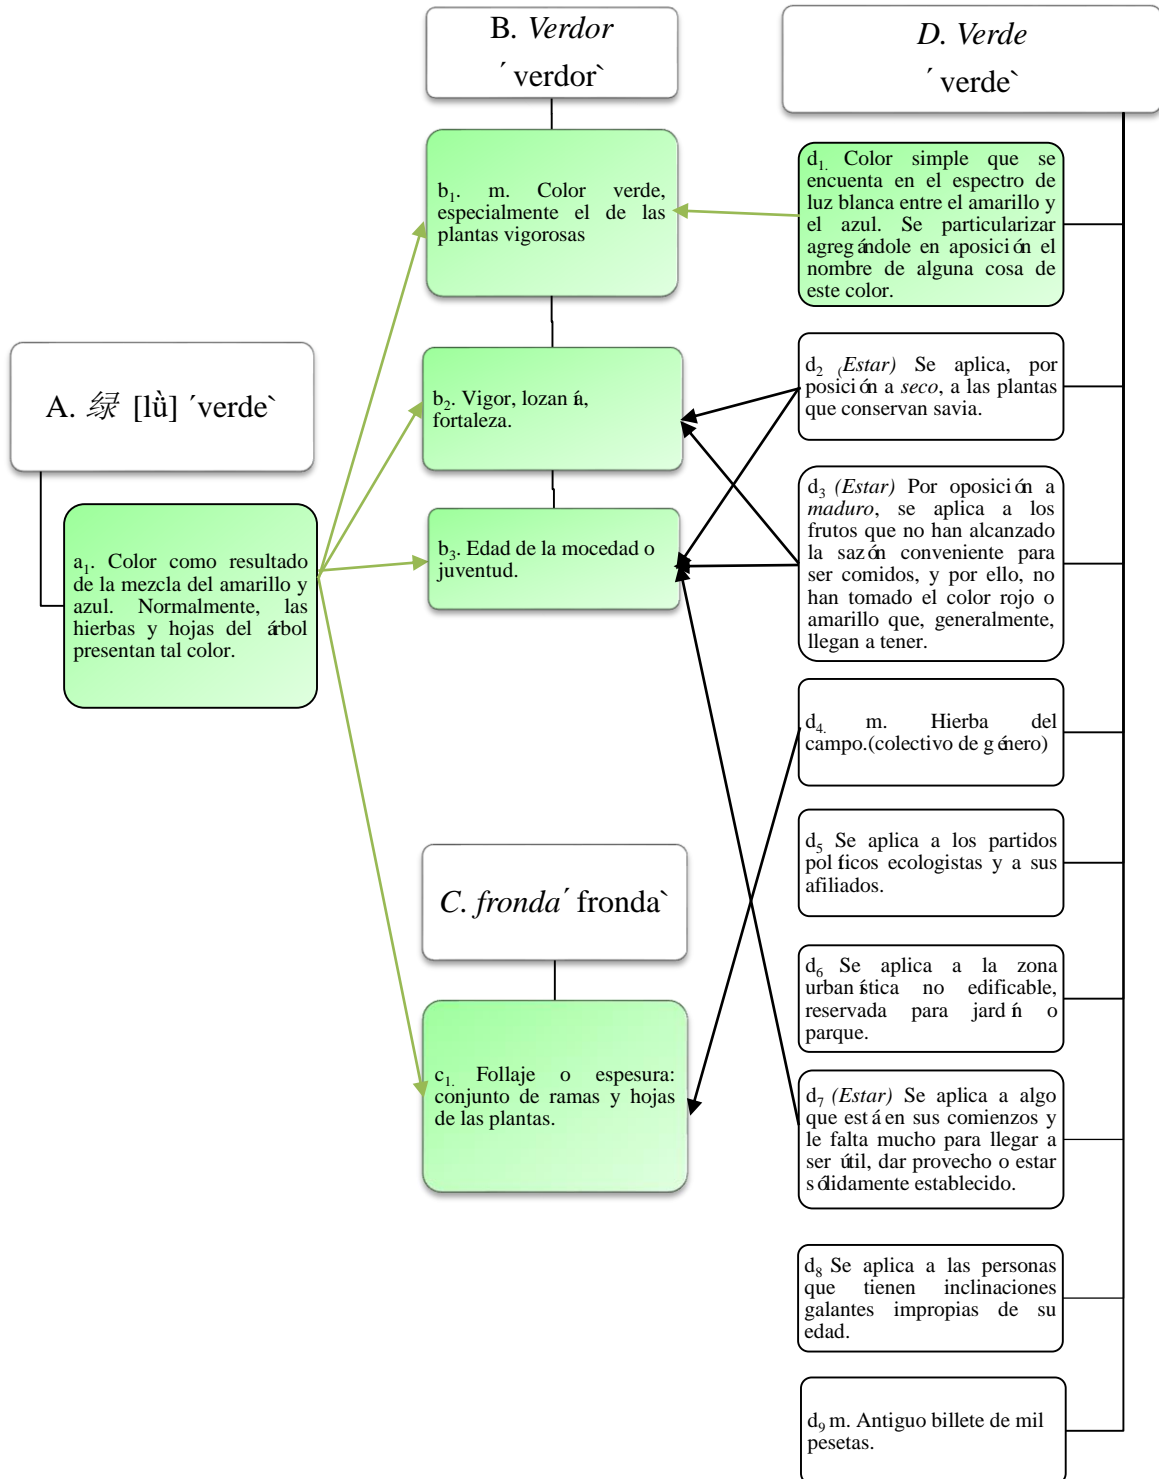 B. Verdor
´ verdor`
D. Verde
´ verde`
b1. m. Color verde,
especialmente el de las
plantas vigorosas
d1. Color simple que se
encuenta en el espectro de
luz blanca entre el amarillo y
el azul. Se particularizar
agregándole en aposición el
nombre de alguna cosa de
este color.
A. 绿 [lǜ] ´verde`
b2. Vigor, lozanía,
fortaleza.
d2 (Estar) Se aplica, por
posición a seco, a las plantas
que conservan savia.
a1. Color como resultado
de la mezcla del amarillo y
azul. Normalmente, las
hierbas y hojas del árbol
presentan tal color.
b3. Edad de la mocedad o
juventud.
d3 (Estar) Por oposición a
maduro, se aplica a los
frutos que no han alcanzado
la sazón conveniente para
ser comidos, y por ello, no
han tomado el color rojo o
amarillo que, generalmente,
llegan a tener.
d4. m. Hierba del
campo.(colectivo de género)
C. fronda´ fronda`
d5 Se aplica a los partidos
políticos ecologistas y a sus
afiliados.
d6 Se aplica a la zona
urbanística no edificable,
reservada para jardín o
parque.
c1. Follaje o espesura:
conjunto de ramas y hojas
de las plantas.
d7 (Estar) Se aplica a algo
que está en sus comienzos y
le falta mucho para llegar a
ser útil, dar provecho o estar
sólidamente establecido.
d8 Se aplica a las personas
que tienen inclinaciones
galantes impropias de su
edad.
d9 m. Antiguo billete de mil
pesetas.